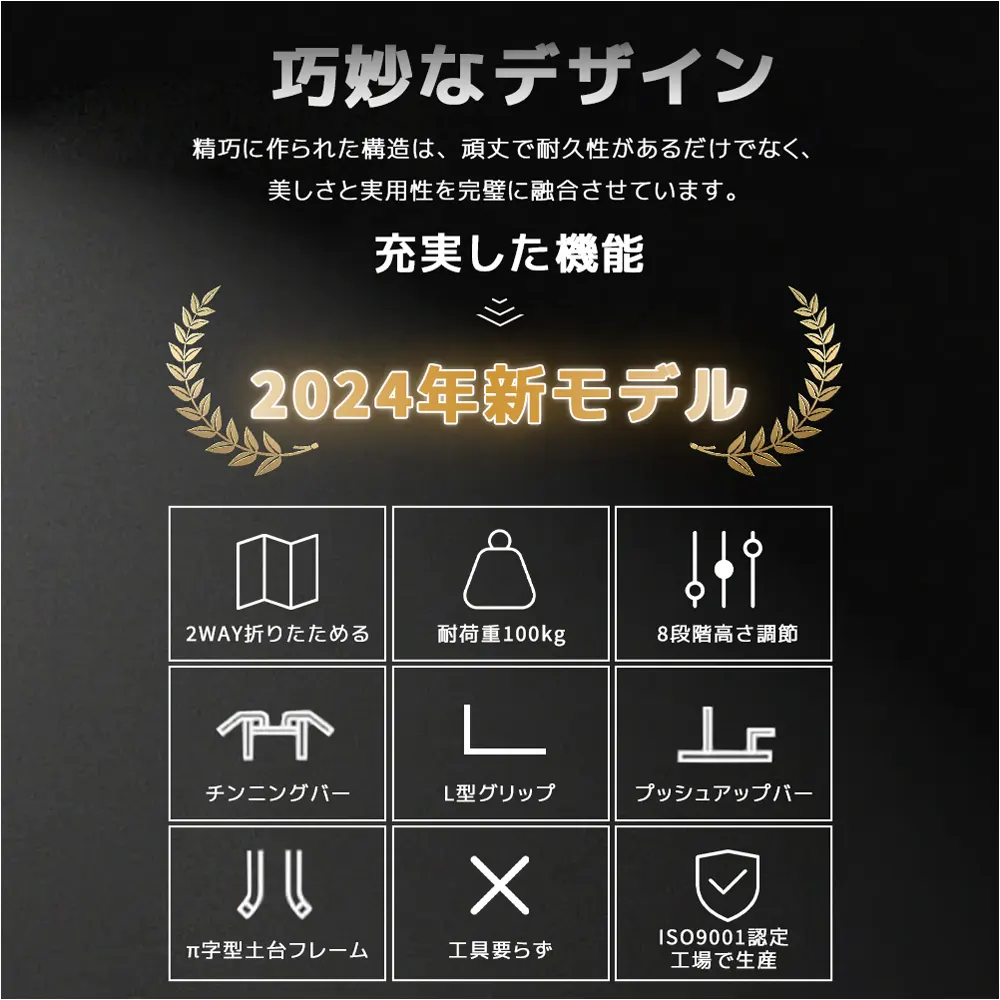 巧妙なデザイン
精巧に作られた構造は、頑丈で耐久性があるだけでなく、
美しさと実用性を完璧に融合させています。
充実した機能
2024年新モデル
2WAY折りたためる
耐荷重100kg
8段階高さ調節
チンニングバー
L型グリップ
プッシュアップバー
π字型土台フレーム
工具要らず
ISO9001認定
工場で生産